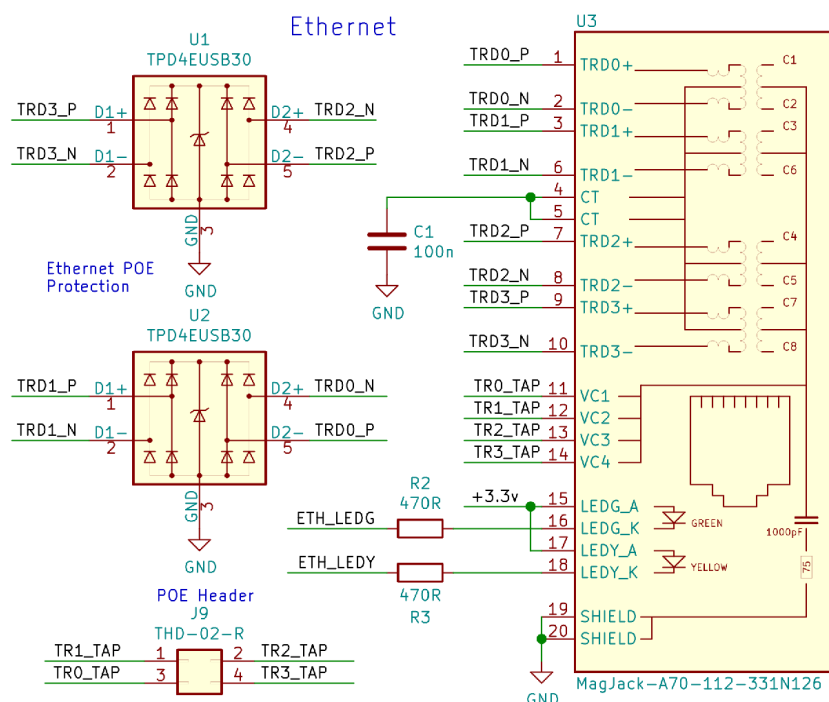 Ethernet
U1
TPD4EUSB30
TRD3_P
D1+
1
D2+
4
TRD2_N
TRD3_N
D1-
2
D2-
5
TRD2_P
GND
3
GND
Ethernet POE
Protection
U2
TPD4EUSB30
TRD1_P
D1+
1
D2+
4
TRD0_N
TRD1_N
D1-
2
D2-
5
TRD0_P
GND
3
GND
POE Header
J9
THD-02-R
TR1_TAP
1
2
TR2_TAP
TR0_TAP
3
4
TR3_TAP
C1
100n
GND
R2
470R
ETH_LEDG
ETH_LEDY
470R
R3
+3.3v
GND
U3
TRD0_P 1 TRD0+
TRD0_N 2 TRD0-
TRD1_P 3 TRD1+
TRD1_N 6 TRD1-
4 CT
5 CT
TRD2_P 7 TRD2+
TRD2_N 8 TRD2-
TRD3_P 9 TRD3+
TRD3_N 10 TRD3-
TR0_TAP 11 VC1
TR1_TAP 12 VC2
TR2_TAP 13 VC3
TR3_TAP 14 VC4
15 LEDG_A
16 LEDG_K
17 LEDY_A
18 LEDY_K
19 SHIELD
20 SHIELD
C1
C2
C3
C6
C4
C5
C7
C8
GREEN
YELLOW
1000pF
75
MagJack-A70-112-331N126